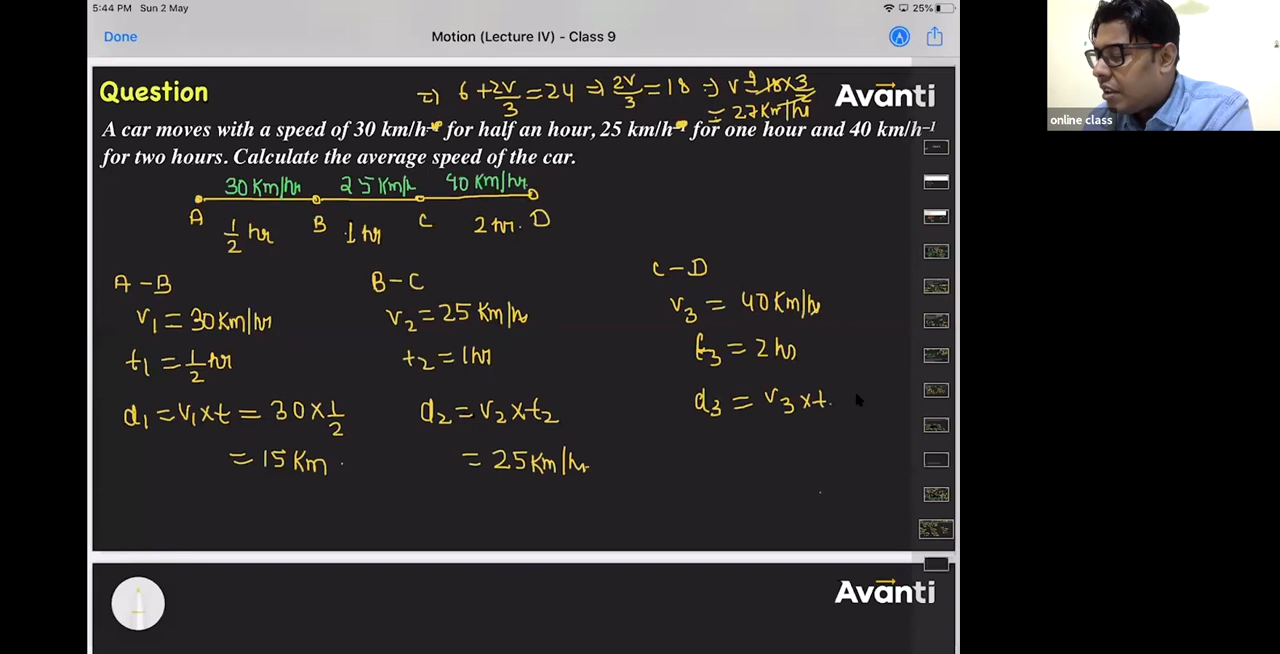 5:44 PM Sun 2 May
25%
Done
Motion (Lecture IV) - Class 9
online class
Question
=) 6 + 2v/3 = 24 => 2v/3 = 18 => v = 18 x 3/2
= 27 Km/hr
Avanti
A car moves with a speed of 30 km/h for half an hour, 25 km/h for one hour and 40 km/h⁻¹
for two hours. Calculate the average speed of the car.
30 Km/hr 25 Km/h 40 Km/hr
A B C D
1/2 hr 1 hr 2 hr.
A - B
v₁ = 30 Km/hr
t₁ = 1/2 hr
d₁ = v₁ x t = 30 x 1/2
= 15 Km
B - C
v₂ = 25 Km/hr
t₂ = 1 hr
d₂ = v₂ x t₂
= 25 Km/hr
C - D
v₃ = 40 Km/hr
t₃ = 2 hr
d₃ = v₃ x t
Avanti